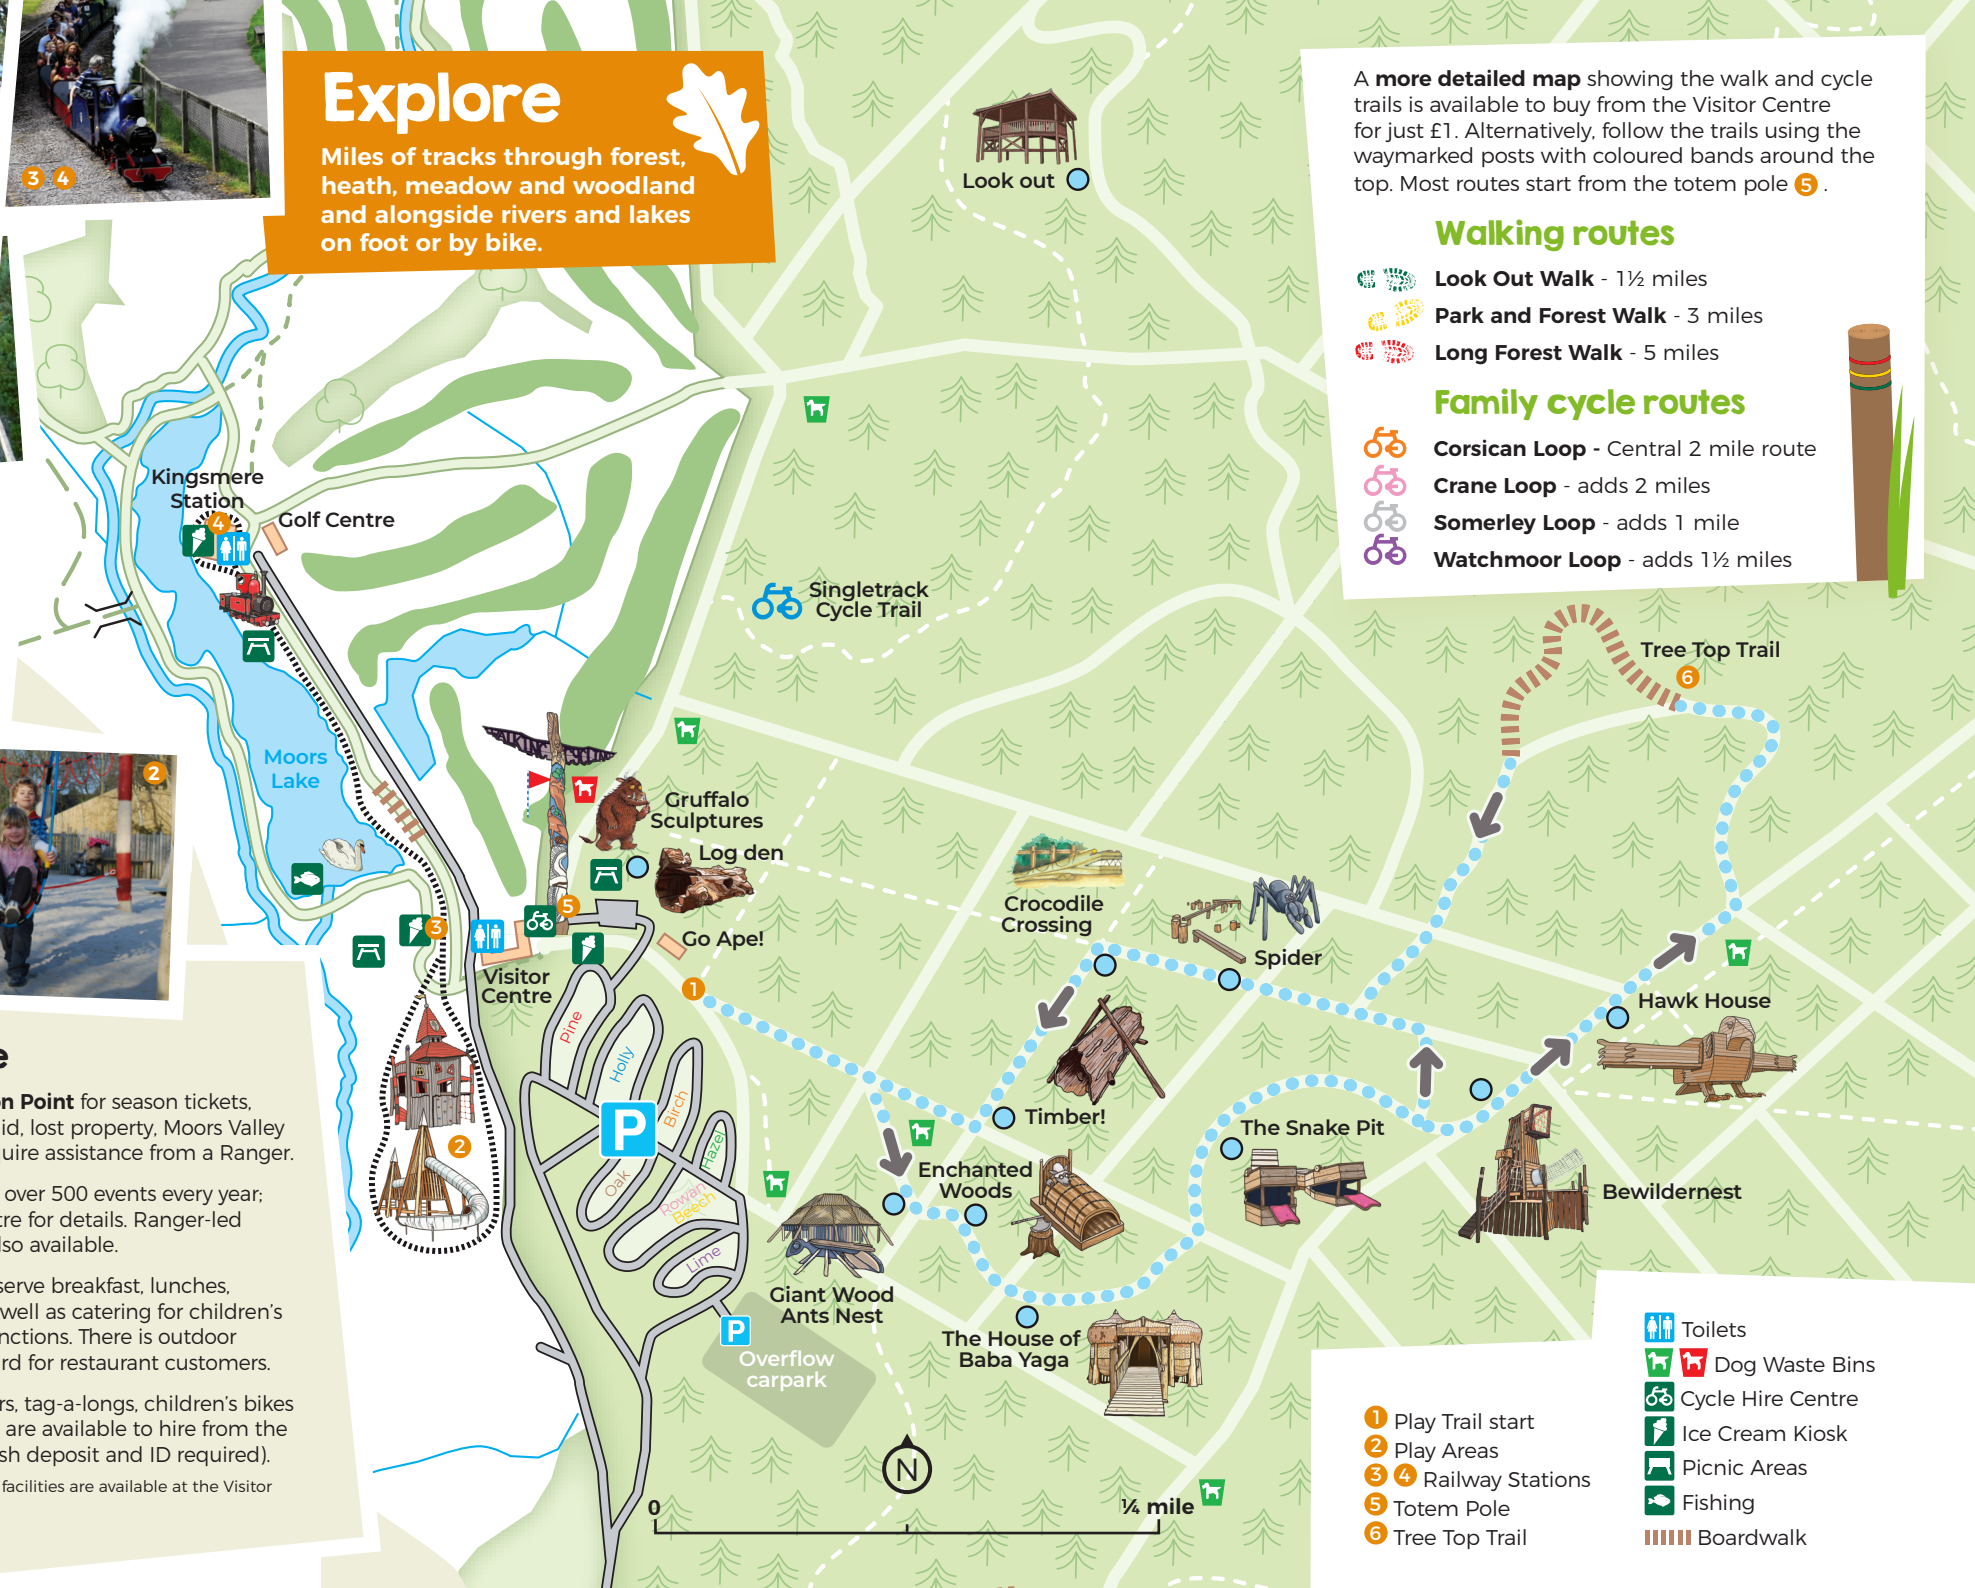 Explore
Miles of tracks through forest,
heath, meadow and woodland
and alongside rivers and lakes
on foot or by bike.
3 4
A more detailed map showing the walk and cycle
trails is available to buy from the Visitor Centre
for just £1. Alternatively, follow the trails using the
waymarked posts with coloured bands around the
top. Most routes start from the totem pole 5 .
Walking routes
Look Out Walk - 1½ miles
Park and Forest Walk - 3 miles
Long Forest Walk - 5 miles
Family cycle routes
Corsican Loop - Central 2 mile route
Crane Loop - adds 2 miles
Somerley Loop - adds 1 mile
Watchmoor Loop - adds 1½ miles
Look out
Kingsmere
Station
4
Golf Centre
Singletrack
Cycle Trail
Tree Top Trail
6
Moors
Lake
2
WALKING CYCLING
Gruffalo
Sculptures
Log den
5
3
Go Ape!
Visitor
Centre
1
Crocodile
Crossing
Spider
Hawk House
Pine
Holly
Birch
Hazel
P
Oak
Rowan
Beech
Lime
2
Timber!
The Snake Pit
Enchanted
Woods
Bewildernest
Giant Wood
Ants Nest
The House of
Baba Yaga
P
Overflow
carpark
N
0
¼ mile
e
on Point for season tickets,
id, lost property, Moors Valley
uire assistance from a Ranger.
over 500 events every year;
tre for details. Ranger-led
lso available.
serve breakfast, lunches,
well as catering for children's
nctions. There is outdoor
rd for restaurant customers.
rs, tag-a-longs, children's bikes
are available to hire from the
sh deposit and ID required).
facilities are available at the Visitor
1 Play Trail start
2 Play Areas
3 4 Railway Stations
5 Totem Pole
6 Tree Top Trail
Toilets
Dog Waste Bins
Cycle Hire Centre
Ice Cream Kiosk
Picnic Areas
Fishing
Boardwalk